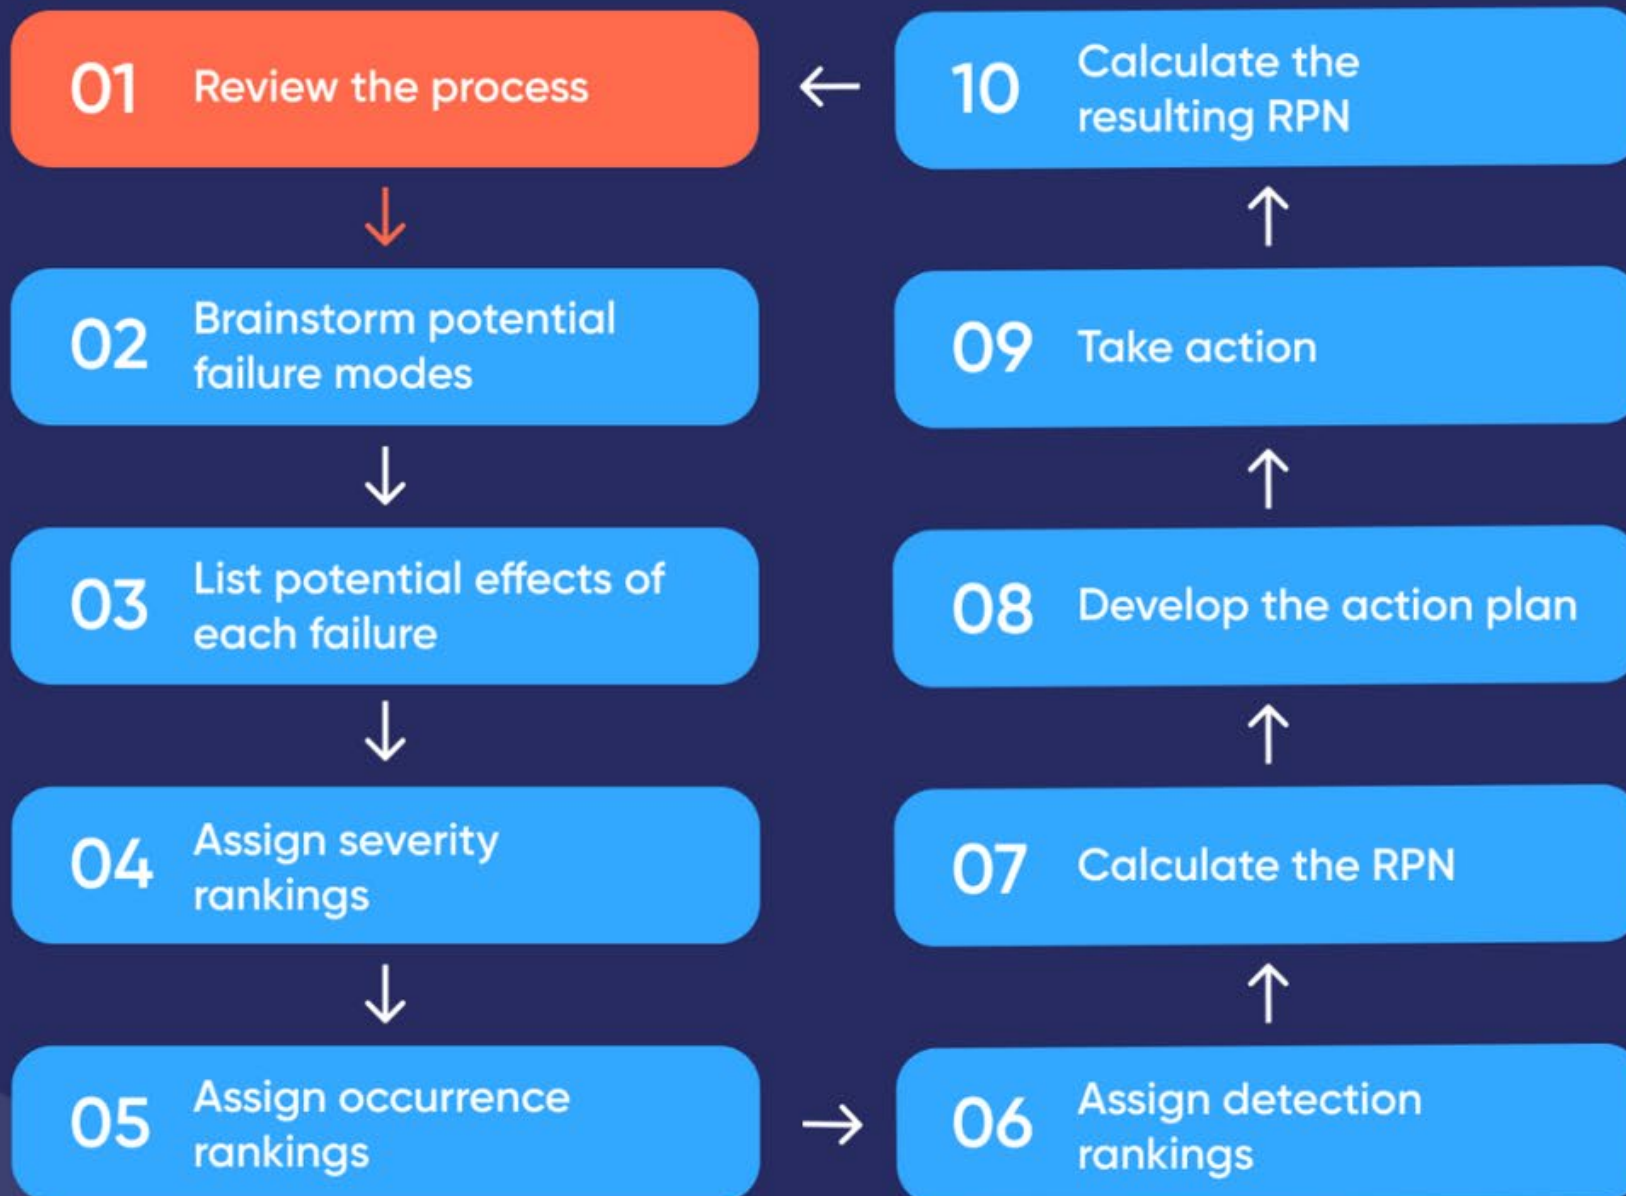 01
Review the process
02
Brainstorm potential
failure modes
03
List potential effects of
each failure
04
Assign severity
rankings
05
Assign occurrence
rankings
06
Assign detection
rankings
07
Calculate the RPN
08
Develop the action plan
09
Take action
10
Calculate the
resulting RPN